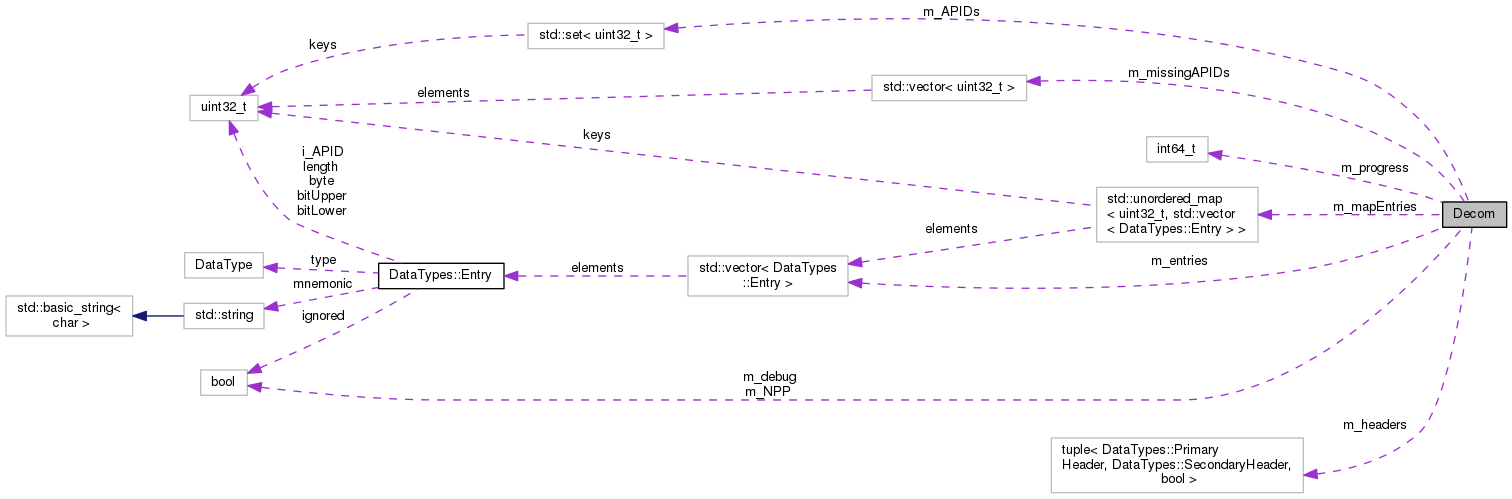 m_APIDs
std::set< uint32_t >
keys
m_missingAPIDs
std::vector< uint32_t >
elements
uint32_t
keys
int64_t
i_APID
length
byte
bitUpper
bitLower
m_progress
std::unordered_map
< uint32_t, std::vector
< DataTypes::Entry > >
m_mapEntries
Decom
elements
DataType
type
DataTypes::Entry
elements
std::vector< DataTypes
::Entry >
m_entries
mnemonic
std::basic_string<
char >
std::string
ignored
bool
m_debug
m_NPP
m_headers
tuple< DataTypes::Primary
Header, DataTypes::SecondaryHeader,
bool >